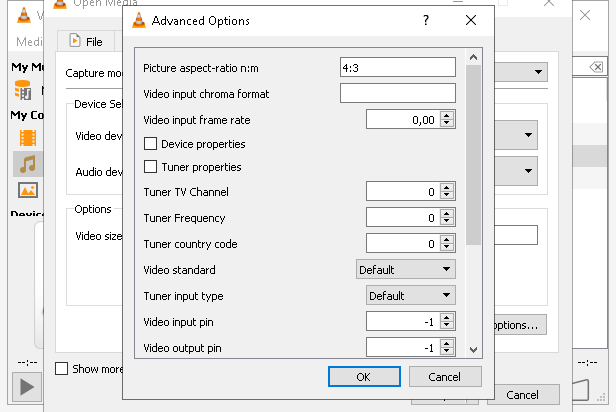 Open Media
Advanced Options
?
Medi
File
My Mu
Capture mo
My Co
Device Sel
Video dev
Audio dev
Device
Options
Video size
Picture aspect-ratio n:m
4:3
Video input chroma format
Video input frame rate
0,00
Device properties
Tuner properties
Tuner TV Channel
0
Tuner Frequency
0
Tuner country code
0
Video standard
Default
Tuner input type
Default
Video input pin
-1
Video output pin
-1
options...
--:--
--:--
Show more
OK
Cancel
Cancel